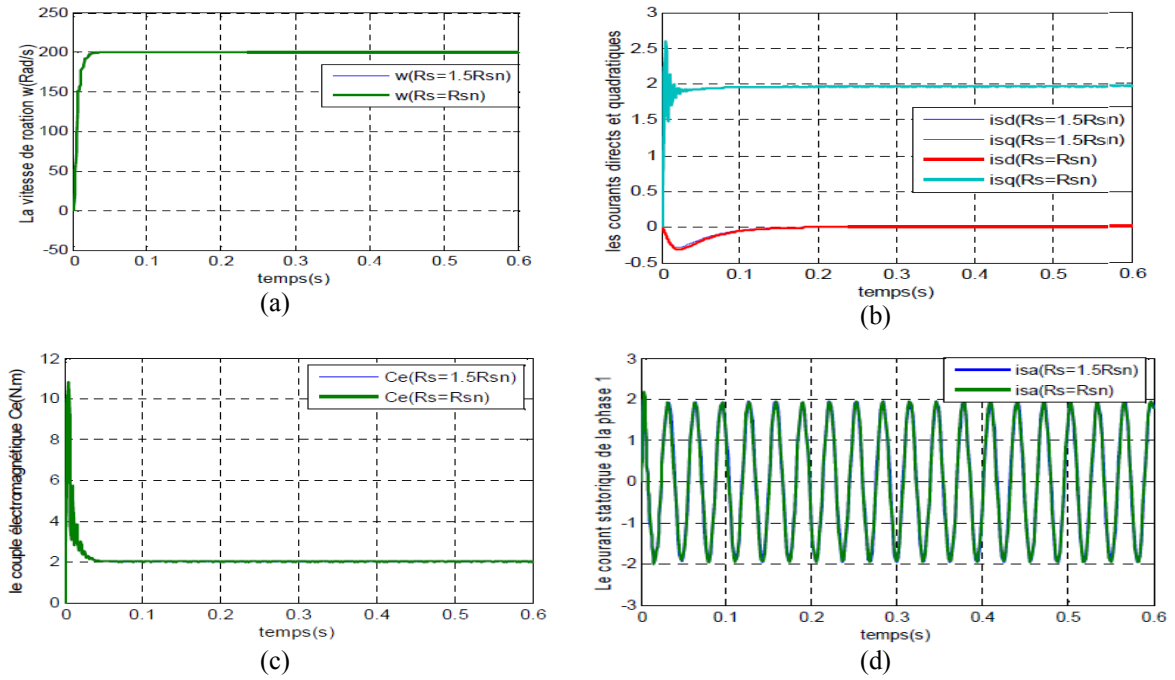 La vitesse de roation w(Rad/s)
250
200
150
100
50
0
-50
w(Rs=1.5Rsn)
w(Rs=Rsn)
0 0.1 0.2 0.3 0.4 0.5 0.6
temps(s)
(a)
les courants directs et quadratiques
3
2.5
2
1.5
1
0.5
0
-0.5
isd(Rs=1.5Rsn)
isq(Rs=1.5Rsn)
isd(Rs=Rsn)
isq(Rs=Rsn)
0 0.1 0.2 0.3 0.4 0.5 0.6
temps(s)
(b)
le couple électromagnétique Ce(N.m)
12
10
8
6
4
2
0
Ce(Rs=1.5Rsn)
Ce(Rs=Rsn)
0 0.1 0.2 0.3 0.4 0.5 0.6
temps(s)
(c)
Le courant statorique de la phase 1
3
2
1
0
-1
-2
-3
isa(Rs=1.5Rsn)
isa(Rs=Rsn)
0 0.1 0.2 0.3 0.4 0.5 0.6
temps(s)
(d)